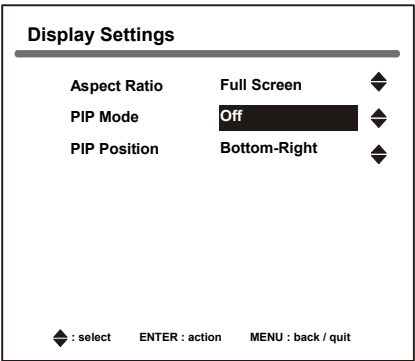 Display Settings
Aspect Ratio Full Screen
PIP Mode Off
PIP Position Bottom-Right
: select ENTER : action MENU : back / quit